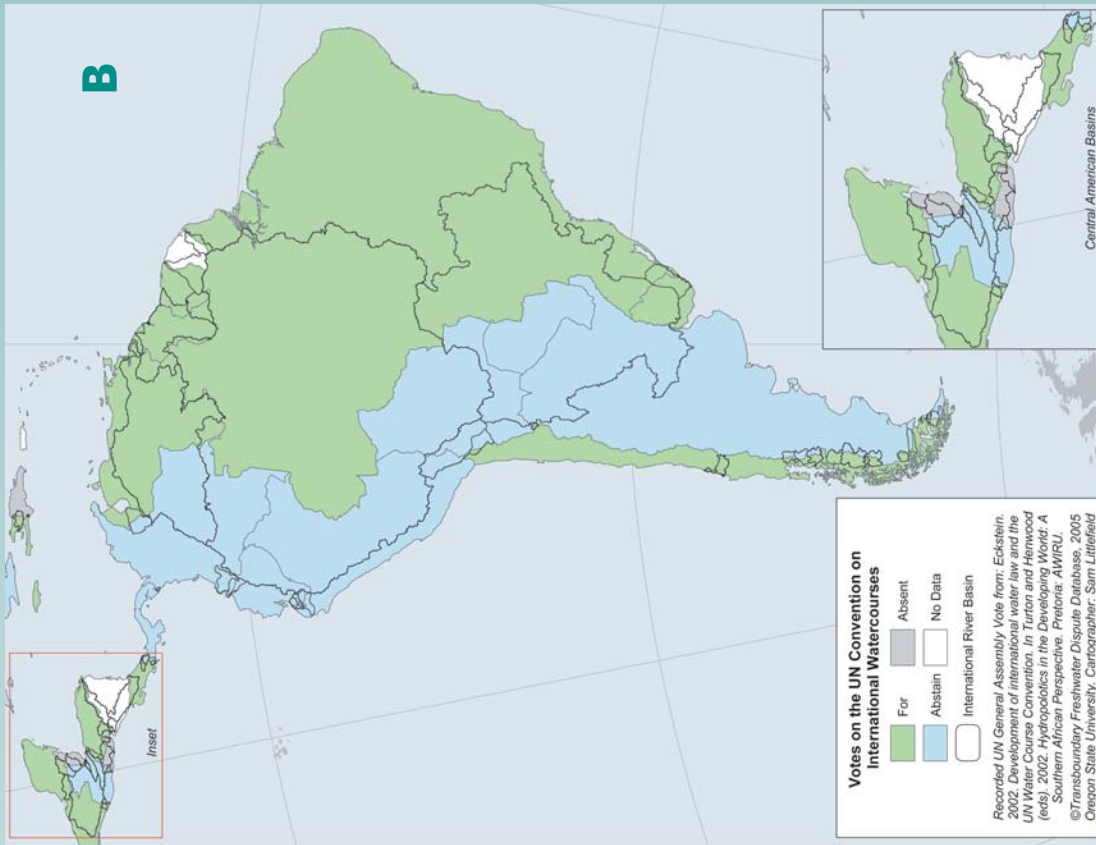 B
Inset
Votes on the UN Convention on
International Watercourses
For
Absent
Abstain
No Data
International River Basin
Recorded UN General Assembly Vote from: Eckstein.
2002. Development of international water law and the
UN Water Course Convention. In Turton and Henwood
(eds). 2002. Hydropolotics in the Developing World: A
Southern African Perspective. Pretoria: AWIRU.
©Transboundary Freshwater Dispute Database, 2005
Oregon State University. Cartographer: Sam Littlefield
Central American Basins